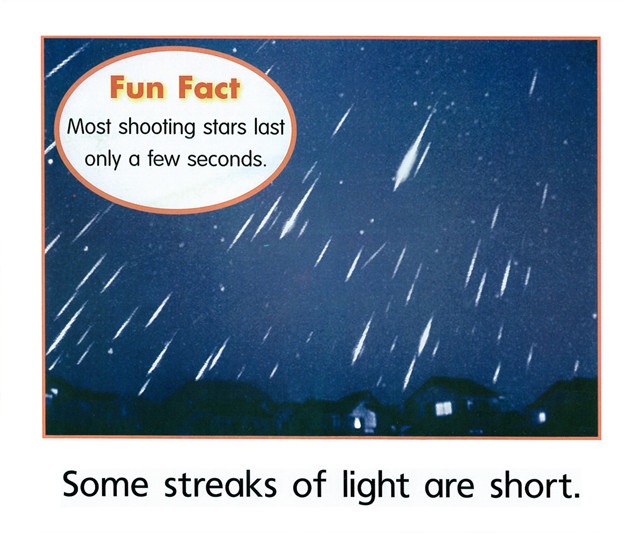 Fun Fact
Most shooting stars last
only a few seconds.
Some streaks of light are short.